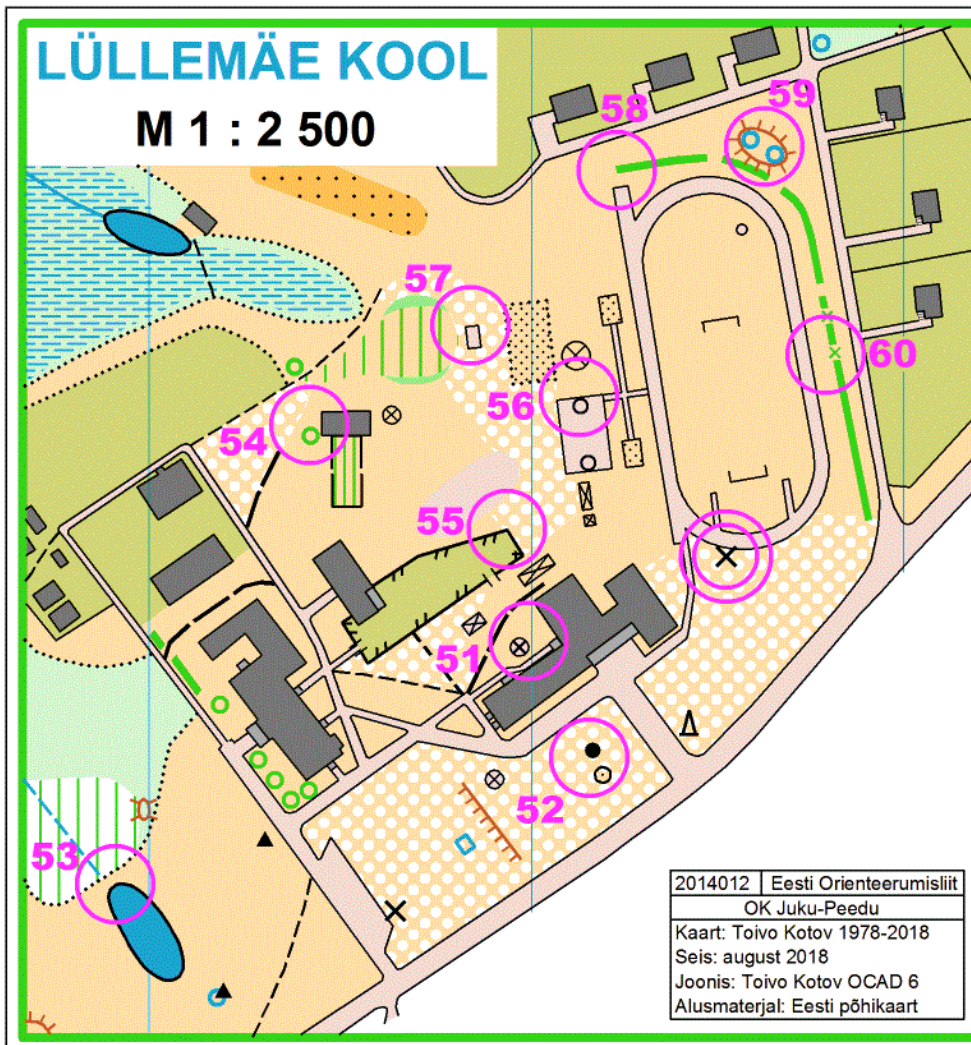 LÜLLEMÄE KOOL
M 1 : 2 500
58
59
57
60
56
54
55
51
52
53
2014012 Eesti Orienteerumisliit
OK Juku-Peedu
Kaart: Toivo Kotov 1978-2018
Seis: august 2018
Joonis: Toivo Kotov OCAD 6
Alusmaterjal: Eesti põhikaart